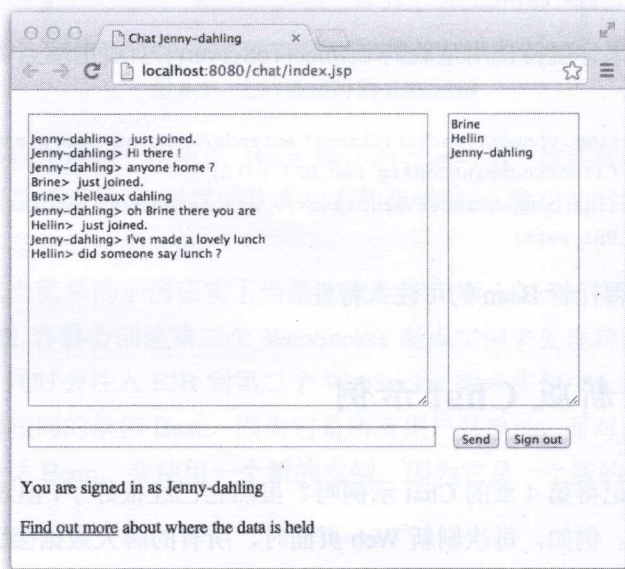 Chat Jenny-dahling
localhost:8080/chat/index.jsp
Jenny-dahling> just joined.
Jenny-dahling> Hi there !
Jenny-dahling> anyone home ?
Brine> just joined.
Brine> Helleaux dahling
Jenny-dahling> oh Brine there you are
Hellin> just joined.
Jenny-dahling> I've made a lovely lunch
Hellin> did someone say lunch ?
Brine
Hellin
Jenny-dahling
Send
Sign out
You are signed in as Jenny-dahling
Find out more about where the data is held